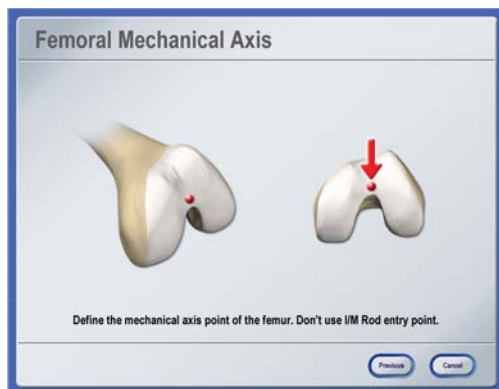 Femoral Mechanical Axis
Define the mechanical axis point of the femur. Don't use I/M Rod entry point.
Previous
Cancel